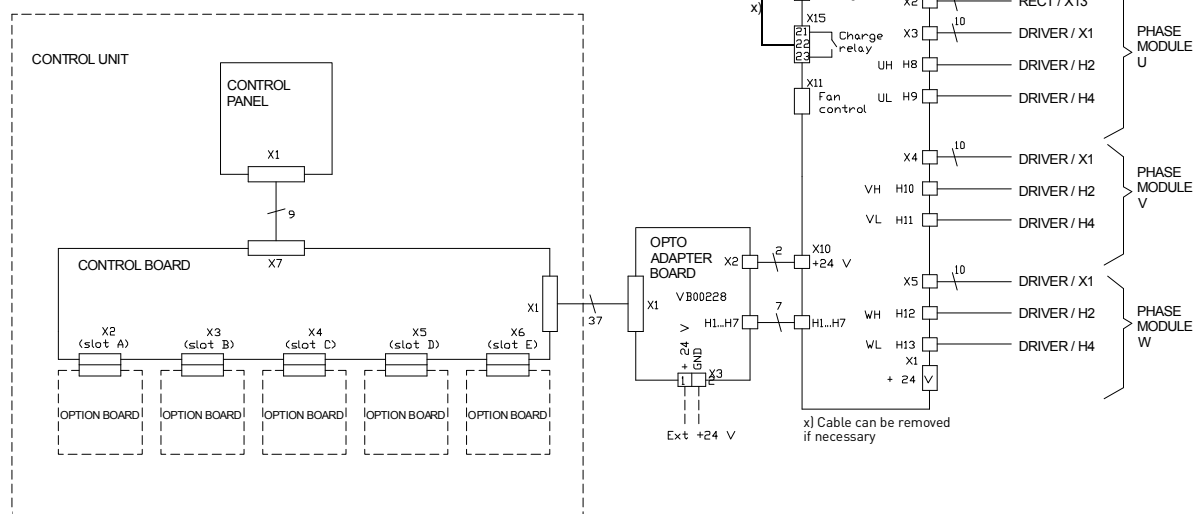 CONTROL UNIT
CONTROL
PANEL
X1
9
X7
CONTROL BOARD
X1
37
X2
(slot A)
X3
(slot B)
X4
(slot C)
X5
(slot D)
X6
(slot E)
OPTION BOARD
OPTION BOARD
OPTION BOARD
OPTION BOARD
OPTION BOARD
OPTO
ADAPTER
BOARD
X2
X1
VB00228
H1...H7
+ 24 V
GND
1
2
X3
Ext +24 V
2
7
x)
X15
21
22
23
Charge
relay
X11
Fan
control
X10
+24 V
H1...H7
X2
RECT / X13
X3
10
DRIVER / X1
UH H8
DRIVER / H2
UL H9
DRIVER / H4
PHASE
MODULE
U
X4
10
DRIVER / X1
VH H10
DRIVER / H2
VL H11
DRIVER / H4
PHASE
MODULE
V
X5
10
DRIVER / X1
WH H12
DRIVER / H2
WL H13
DRIVER / H4
PHASE
MODULE
W
X1
+ 24 V
x) Cable can be removed
if necessary